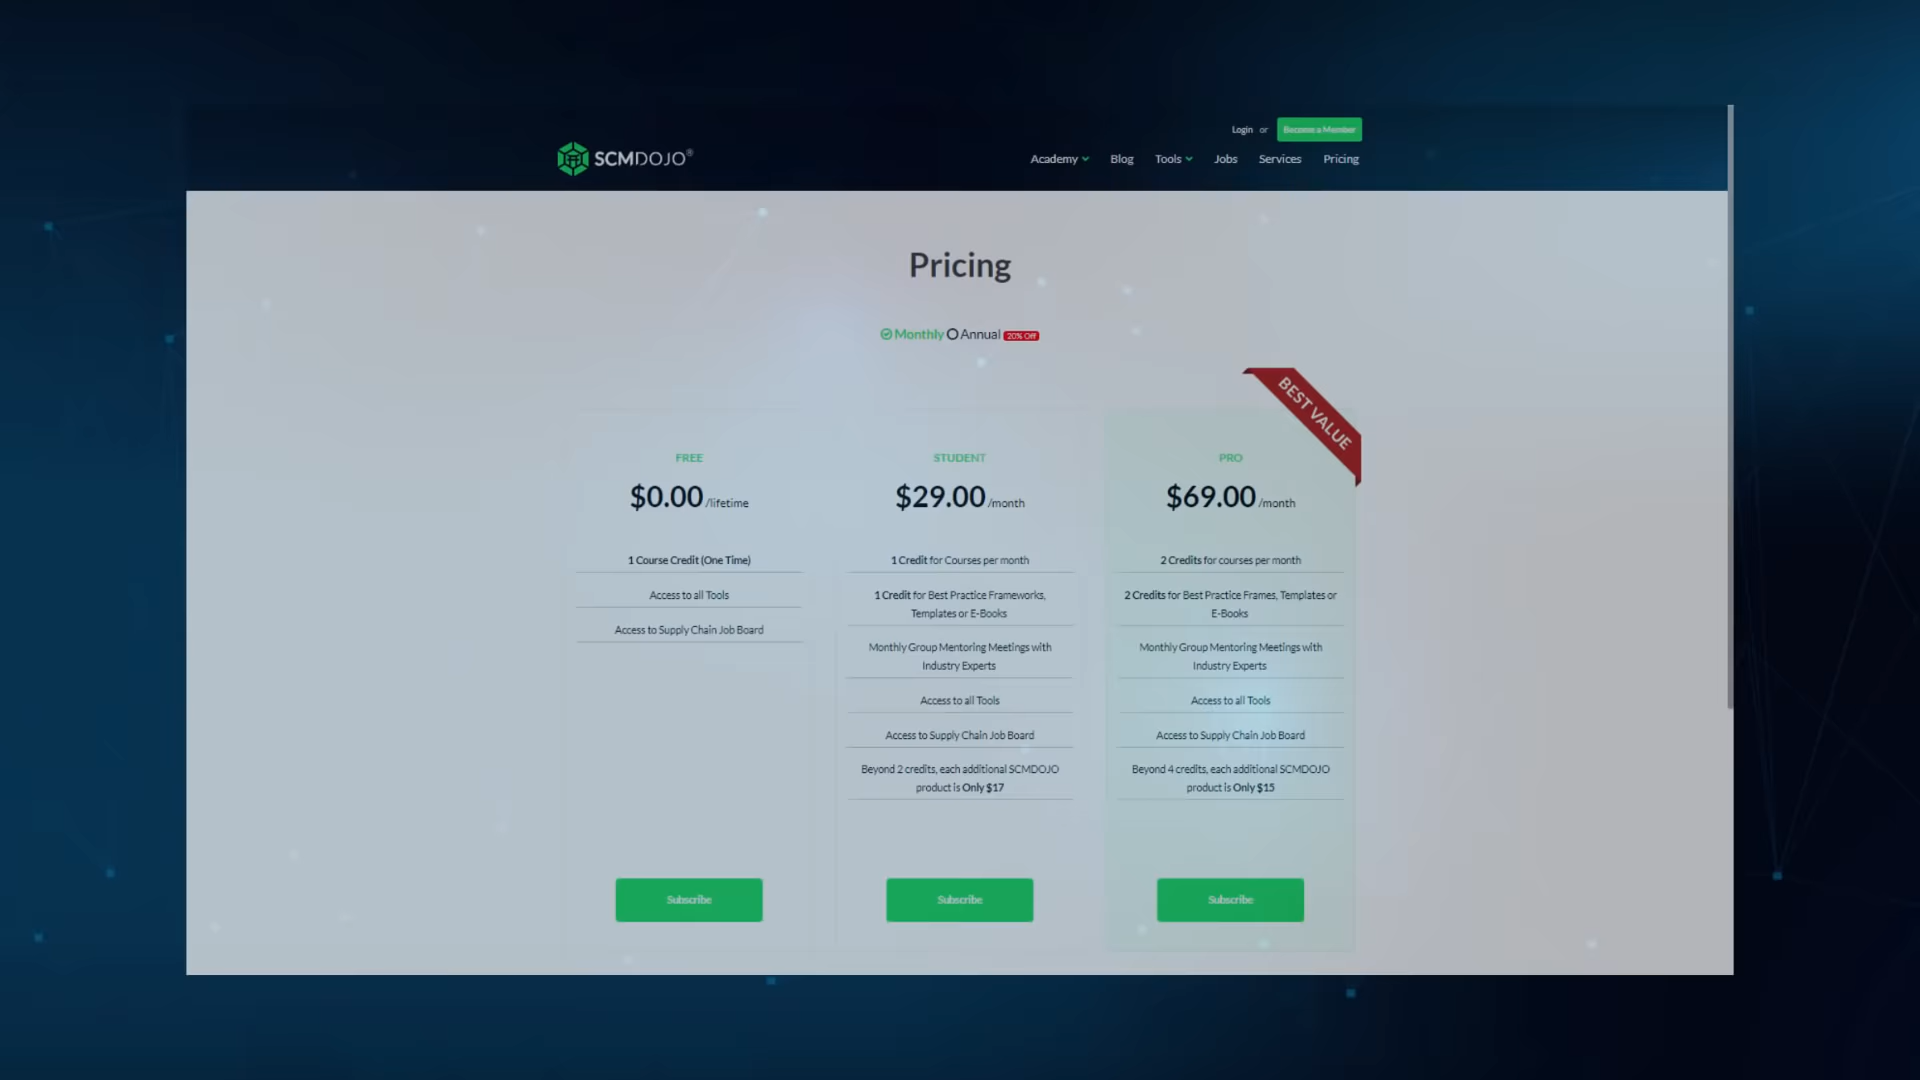 Login or Become a Member
SCMDOJO®
Academy Blog Tools Jobs Services Pricing
Pricing
Monthly Annual 20% Off
BEST VALUE
FREE
$0.00 /lifetime
1 Course Credit (One Time)
Access to all Tools
Access to Supply Chain Job Board
Subscribe
STUDENT
$29.00 /month
1 Credit for Courses per month
1 Credit for Best Practice Frameworks,
Templates or E-Books
Monthly Group Mentoring Meetings with
Industry Experts
Access to all Tools
Access to Supply Chain Job Board
Beyond 2 credits, each additional SCMDOJO
product is Only $17
Subscribe
PRO
$69.00 /month
2 Credits for courses per month
2 Credits for Best Practice Frames, Templates or
E-Books
Monthly Group Mentoring Meetings with
Industry Experts
Access to all Tools
Access to Supply Chain Job Board
Beyond 4 credits, each additional SCMDOJO
product is Only $15
Subscribe